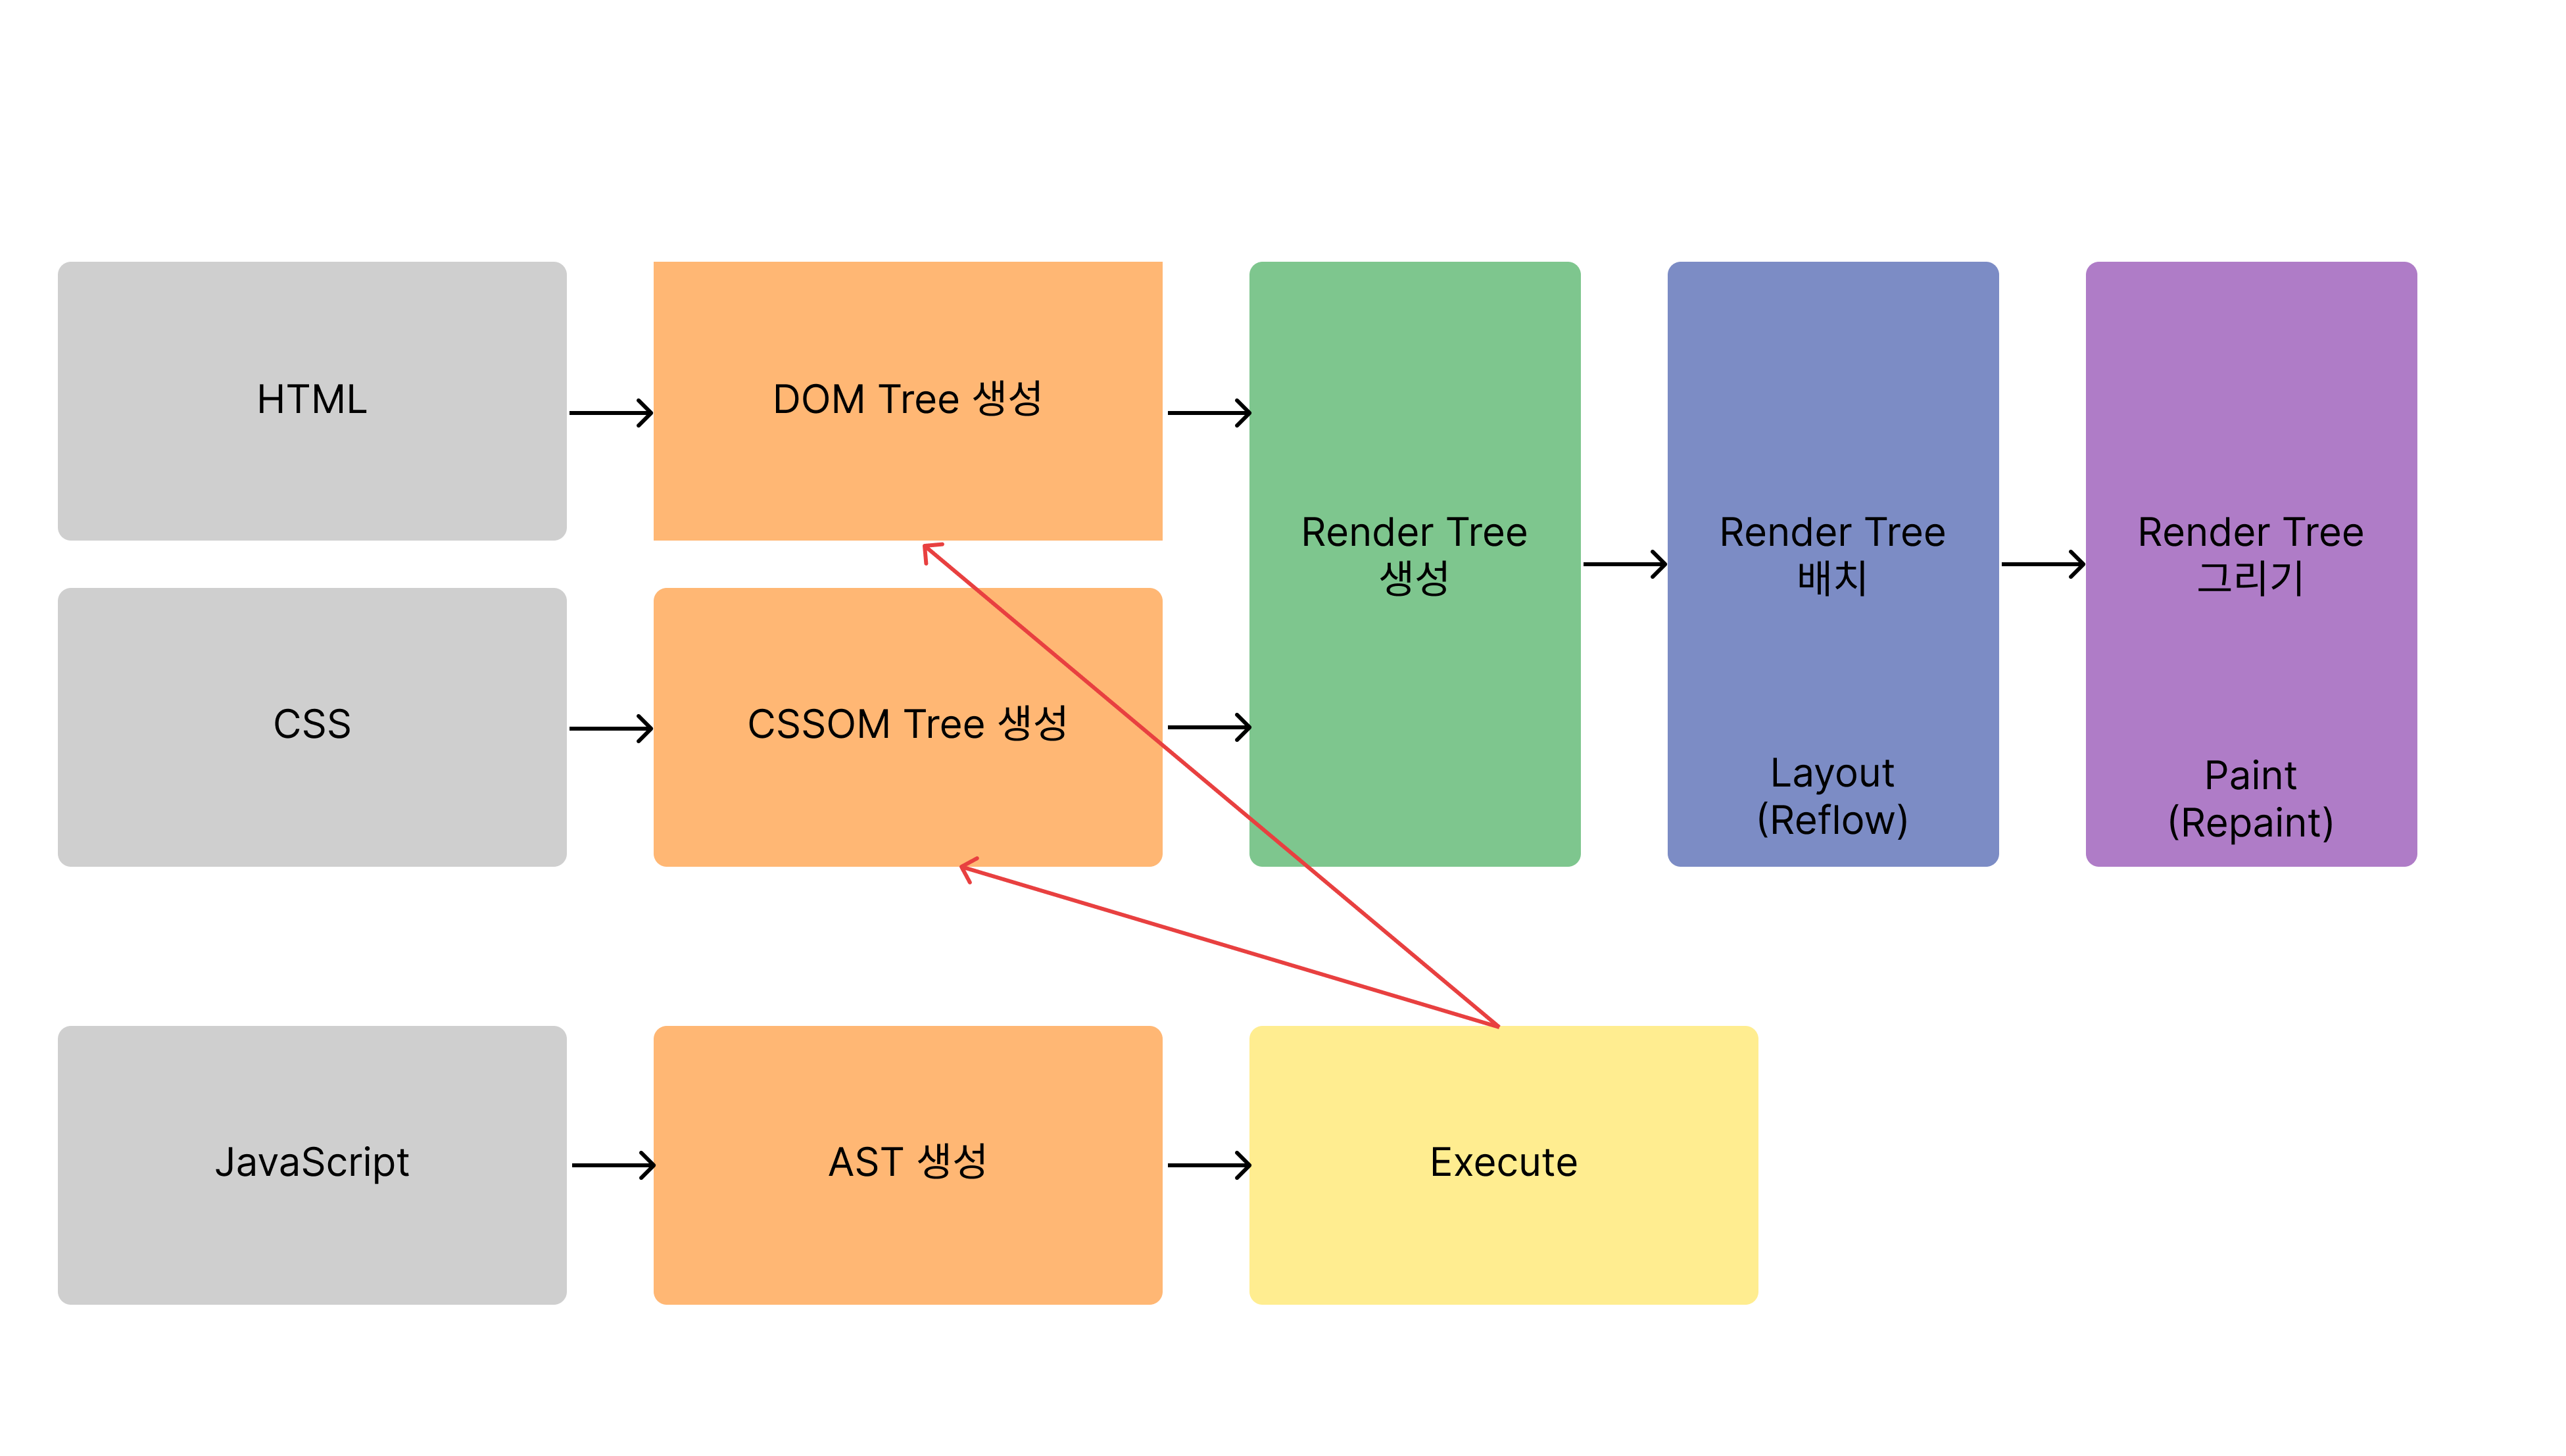 HTML
DOM Tree 생성
CSS
CSSOM Tree 생성
Render Tree
생성
Render Tree
배치
Layout
(Reflow)
Render Tree
그리기
Paint
(Repaint)
JavaScript
AST 생성
Execute